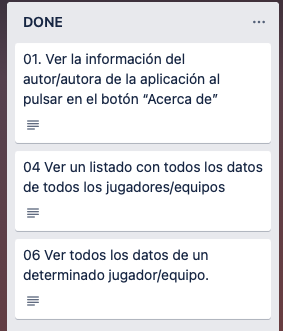 DONE
01. Ver la información del
autor/autora de la aplicación al
pulsar en el botón “Acerca de”
04 Ver un listado con todos los datos
de todos los jugadores/equipos
06 Ver todos los datos de un
determinado jugador/equipo.